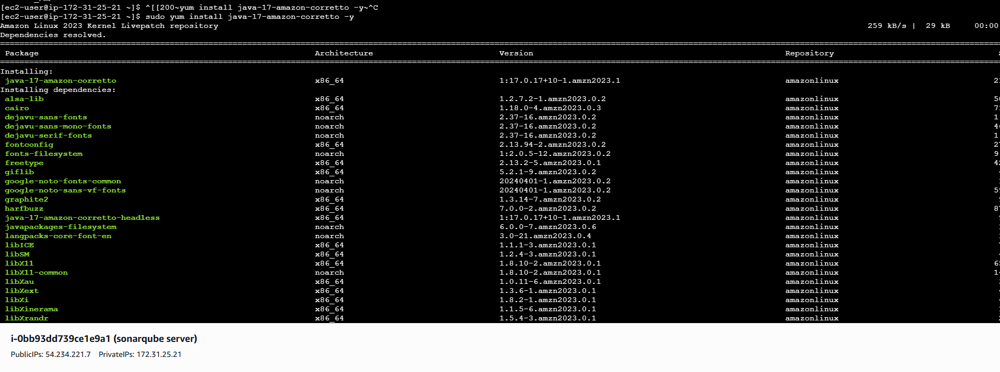 [ec2-user@ip-172-31-25-21 ~]$ ^[[200~yum install java-17-amazon-corretto -y~^C
[ec2-user@ip-172-31-25-21 ~]$ sudo yum install java-17-amazon-corretto -y
Amazon Linux 2023 Kernel Livepatch repository 259 kB/s | 29 kB 00:00
Dependencies resolved.
Package Architecture Version Repository
Installing:
java-17-amazon-corretto x86_64 1:17.0.17+10-1.amzn2023.1 amazonlinux
Installing dependencies:
alsa-lib x86_64 1.2.7.2-1.amzn2023.0.2 amazonlinux
cairo x86_64 1.18.0-4.amzn2023.0.3 amazonlinux
dejavu-sans-fonts noarch 2.37-16.amzn2023.0.2 amazonlinux
dejavu-sans-mono-fonts noarch 2.37-16.amzn2023.0.2 amazonlinux
dejavu-serif-fonts noarch 2.37-16.amzn2023.0.2 amazonlinux
fontconfig x86_64 2.13.94-2.amzn2023.0.2 amazonlinux
fonts-filesystem noarch 1:2.0.5-12.amzn2023.0.2 amazonlinux
freetype x86_64 2.13.2-5.amzn2023.0.1 amazonlinux
giflib x86_64 5.2.1-9.amzn2023.0.2 amazonlinux
google-noto-fonts-common noarch 20240401-1.amzn2023.0.2 amazonlinux
google-noto-sans-vf-fonts noarch 20240401-1.amzn2023.0.2 amazonlinux
graphite2 x86_64 1.3.14-7.amzn2023.0.2 amazonlinux
harfbuzz x86_64 7.0.0-2.amzn2023.0.2 amazonlinux
java-17-amazon-corretto-headless x86_64 1:17.0.17+10-1.amzn2023.1 amazonlinux
javapackages-filesystem noarch 6.0.0-7.amzn2023.0.6 amazonlinux
langpacks-core-font-en noarch 3.0-21.amzn2023.0.4 amazonlinux
libICE x86_64 1.1.1-3.amzn2023.0.1 amazonlinux
libSM x86_64 1.2.4-3.amzn2023.0.1 amazonlinux
libX11 x86_64 1.8.10-2.amzn2023.0.1 amazonlinux
libX11-common noarch 1.8.10-2.amzn2023.0.1 amazonlinux
libXau x86_64 1.0.11-6.amzn2023.0.1 amazonlinux
libXext x86_64 1.3.6-1.amzn2023.0.1 amazonlinux
libXi x86_64 1.8.2-1.amzn2023.0.1 amazonlinux
libXinerama x86_64 1.1.5-6.amzn2023.0.1 amazonlinux
libXrandr x86_64 1.5.4-3.amzn2023.0.1 amazonlinux
i-0bb93dd739ce1e9a1 (sonarqube server)
PublicIPs: 54.234.221.7 PrivateIPs: 172.31.25.21